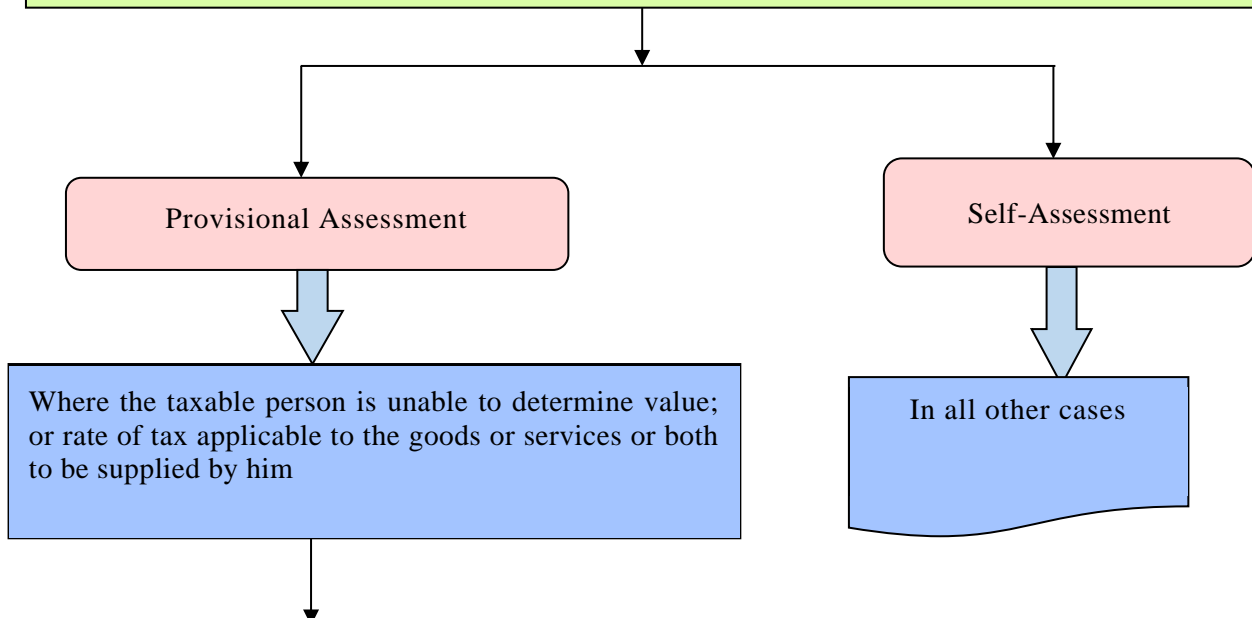 Provisional Assessment
Self-Assessment
Where the taxable person is unable to determine value;
or rate of tax applicable to the goods or services or both
to be supplied by him
In all other cases